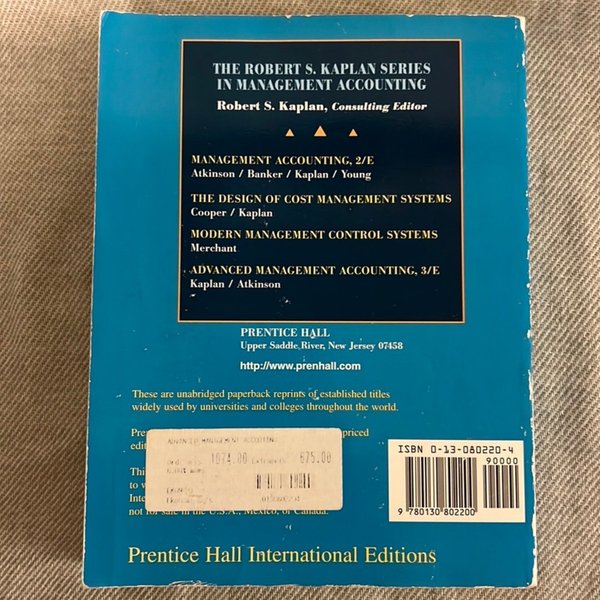 THE ROBERT S. KAPLAN SERIES
IN MANAGEMENT ACCOUNTING
Robert S. Kaplan, Consulting Editor
MANAGEMENT ACCOUNTING, 2/E
Atkinson / Banker / Kaplan / Young
THE DESIGN OF COST MANAGEMENT SYSTEMS
Cooper / Kaplan
MODERN MANAGEMENT CONTROL SYSTEMS
Merchant
ADVANCED MANAGEMENT ACCOUNTING, 3/E
Kaplan / Atkinson
PRENTICE HALL
Upper Saddle River, New Jersey 07458
http://www.prenhall.com
These are unabridged paperback reprints of established titles
widely used by universities and colleges throughout the world.
priced
ADVANCED MANAGEMENT ACCOUTING
1074.00
675.00
not for sale in the U.S.A., Mexico, or Canada.
ISBN 0-13-080220-4
90000
9 780130 802200
Prentice Hall International Editions